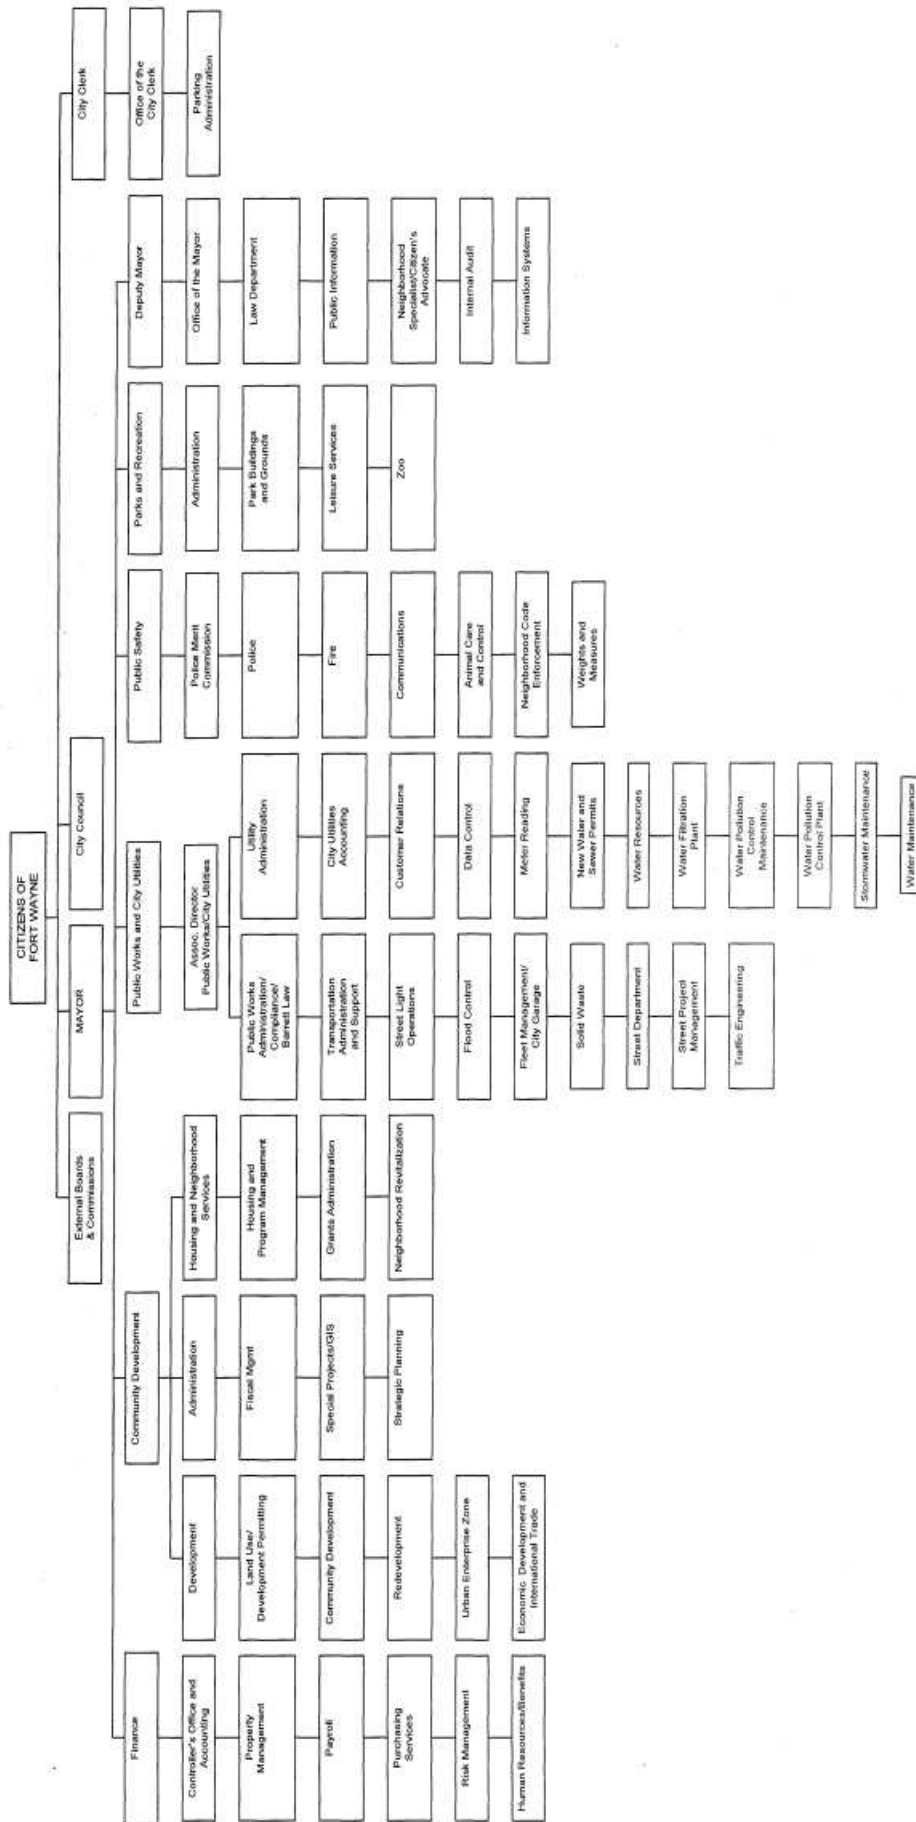 CITIZENS OF
FORT WAYNE
External Boards
& Commissions
MAYOR
City Council
City Clerk
Finance
Community Development
Public Works and City Utilities
Public Safety
Parks and Recreation
Deputy Mayor
Office of the
City Clerk
Parking
Administration
Controller's Office and
Accounting
Property
Management
Payroll
Purchasing
Services
Risk Management
Human Resources/Benefits
Development
Land Use/
Development Permitting
Community Development
Redevelopment
Urban Enterprise Zone
Economic Development and
International Trade
Administration
Fiscal Mgmt
Special Projects/GIS
Strategic Planning
Housing and Neighborhood
Services
Housing and
Program Management
Grants Administration
Neighborhood Revitalization
Assoc. Director
Public Works/City Utilities
Public Works
Administration/
Compliance/
Barrett Law
Transportation
Administration
and Support
Street Light
Operations
Flood Control
Fleet Management/
City Garage
Solid Waste
Street Department
Street Project
Management
Traffic Engineering
Utility
Administration
City Utilities
Accounting
Customer Relations
Data Control
Meter Reading
New Water and
Sewer Permits
Water Resources
Water Filtration
Plant
Water Pollution
Control
Maintenance
Water Pollution
Control Plant
Stormwater Maintenance
Water Maintenance
Police Merit
Commission
Police
Fire
Communications
Animal Care
and Control
Neighborhood Code
Enforcement
Weights and
Measures
Administration
Park Buildings
and Grounds
Leisure Services
Zoo
Office of the Mayor
Law Department
Public Information
Neighborhood
Specialist/Citizen's
Advocate
Internal Audit
Information Systems